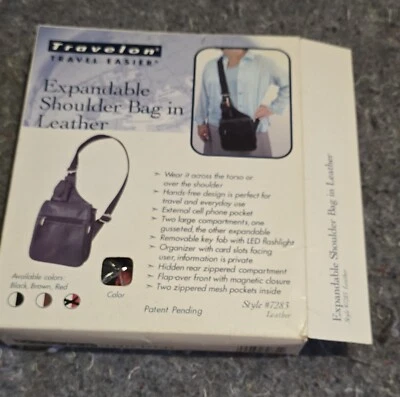 Travelon®
TRAVEL EASIER®
Expandable
Shoulder Bag in
Leather
Wear it across the torso or
over the shoulder
Hands-free design is perfect for
travel and everyday use
External cell phone pocket
Two large compartments, one
gusseted, the other expandable
Removable key fab with LED flashlight
Organizer with card slots facing
user, information is private
Hidden rear zippered compartment
Flap-over front with magnetic closure
Two zippered mesh pockets inside
Available colors:
Black, Brown, Red
Color
Patent Pending
Style #7283
Leather
Expandable Shoulder Bag in Leather
Style #7283 Leather